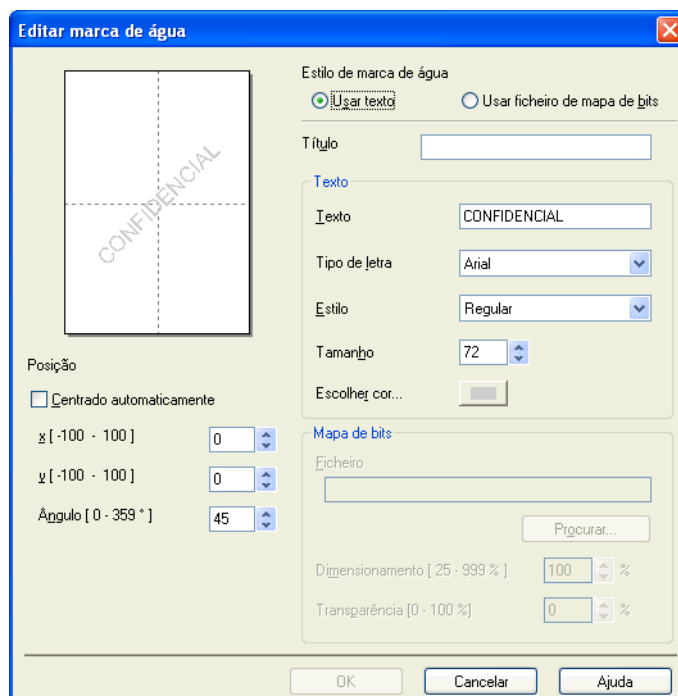 Editar marca de água
CONFIDENCIAL
Estilo de marca de água
Usar texto
Usar ficheiro de mapa de bits
Título
Texto
Texto CONFIDENCIAL
Tipo de letra Arial
Estilo Regular
Tamanho 72
Escolher cor...
Posição
Centrado automaticamente
x [ -100 - 100 ] 0
y [ -100 - 100 ] 0
Ângulo [ 0 - 359 ° ] 45
Mapa de bits
Ficheiro
Procurar...
Dimensionamento [ 25 - 999 % ] 100 %
Transparência [0 - 100 %] 0 %
OK Cancelar Ajuda